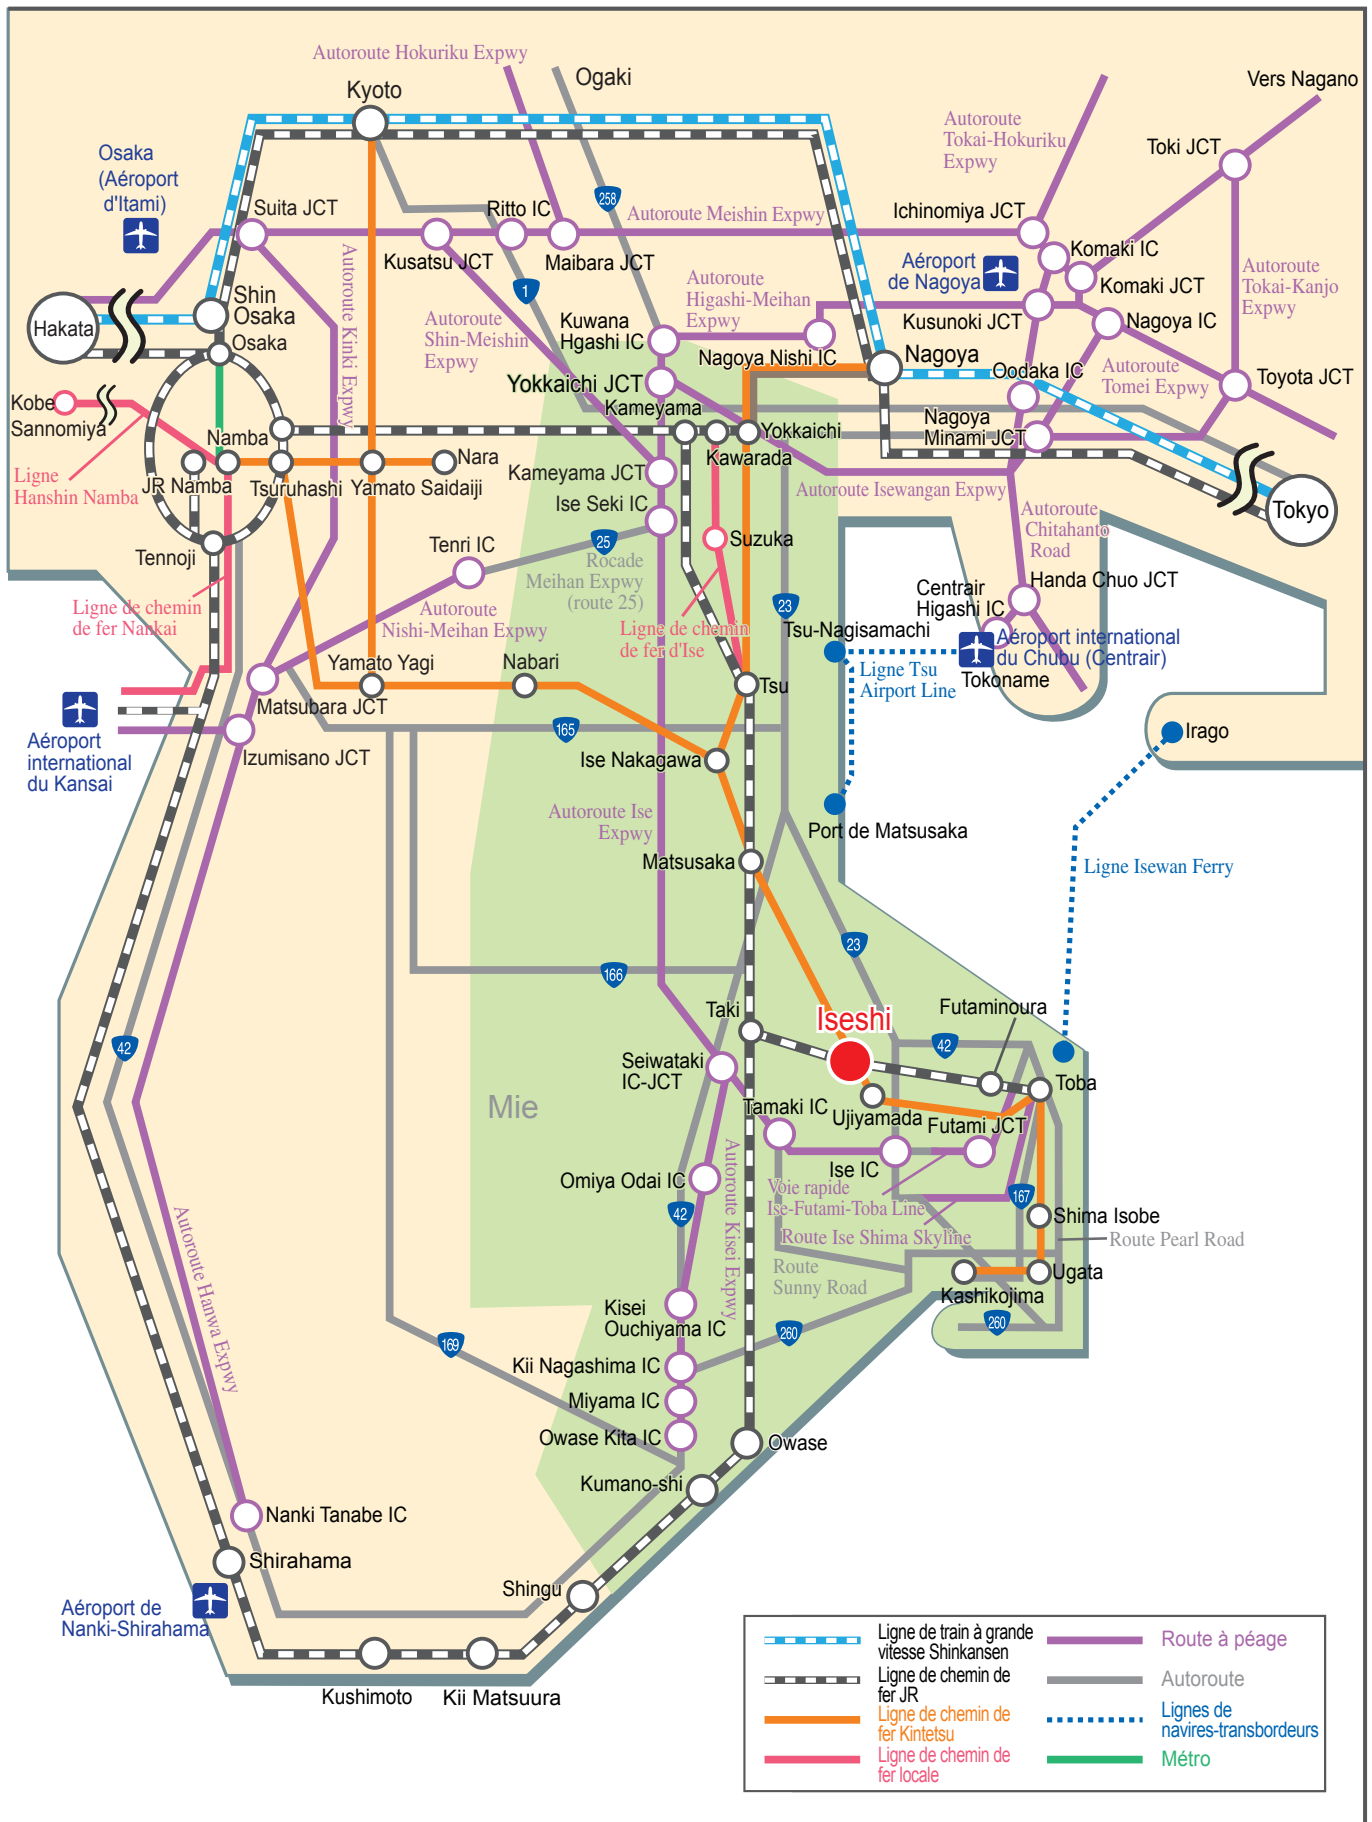 Autoroute Hokuriku Expwy
Ogaki
Kyoto
Vers Nagano
Autoroute
Tokai-Hokuriku
Expwy
Toki JCT
Osaka
(Aéroport
d'Itami)
Suita JCT
Ritto IC
258
Autoroute Meishin Expwy
Ichinomiya JCT
Kusatsu JCT
Maibara JCT
Komaki IC
Autoroute Kinki Expwy
Autoroute
Higashi-Meihan
Expwy
Aéroport
de Nagoya
Komaki JCT
Autoroute
Tokai-Kanjo
Expwy
1
Shin
Osaka
Hakata
Autoroute
Shin-Meishin
Expwy
Kuwana
Hgashi IC
Kusunoki JCT
Nagoya IC
Osaka
Nagoya Nishi IC
Nagoya
Oodaka IC
Autoroute
Tomei Expwy
Toyota JCT
Yokkaichi JCT
Kobe
Sannomiya
Kameyama
Nagoya
Minami JCT
Namba
Yokkaichi
Kawarada
Ligne
Hanshin Namba
JR Namba
Tsuruhashi
Yamato Saidaiji
Nara
Kameyama JCT
Autoroute Isewangan Expwy
Ise Seki IC
Autoroute
Chitahanto
Road
Tokyo
Tennoji
Tenri IC
25
Suzuka
Rocade
Meihan Expwy
(route 25)
Centrair
Higashi IC
Handa Chuo JCT
Ligne de chemin
de fer Nankai
Autoroute
Nishi-Meihan Expwy
23
Ligne de chemin
de fer d'Ise
Tsu-Nagisamachi
Aéroport international
du Chubu (Centrair)
Tokoname
Yamato Yagi
Nabari
Ligne Tsu
Airport Line
Tsu
Matsubara JCT
Aéroport
international
du Kansai
Izumisano JCT
165
Irago
Ise Nakagawa
Autoroute Ise
Expwy
Port de Matsusaka
Matsusaka
Ligne Isewan Ferry
23
166
Taki
Iseshi
Futaminoura
42
42
Seiwataki
IC-JCT
Toba
Mie
Tamaki IC
Ujiyamada
Futami JCT
Autoroute Kisei Expwy
Ise IC
Omiya Odai IC
Voie rapide
Ise-Futami-Toba Line
167
42
Shima Isobe
Route Ise Shima Skyline
Route Pearl Road
Autoroute Hanwa Expwy
Route
Sunny Road
Ugata
Kashikojima
Kisei
Ouchiyama IC
260
260
169
Kii Nagashima IC
Miyama IC
Owase Kita IC
Owase
Kumano-shi
Nanki Tanabe IC
Shirahama
Shingu
Aéroport de
Nanki-Shirahama
Kushimoto
Kii Matsuura
Ligne de train à grande
vitesse Shinkansen
Ligne de chemin de
fer JR
Ligne de chemin de
fer Kintetsu
Ligne de chemin de
fer locale
Route à péage
Autoroute
Lignes de
navires-transbordeurs
Métro